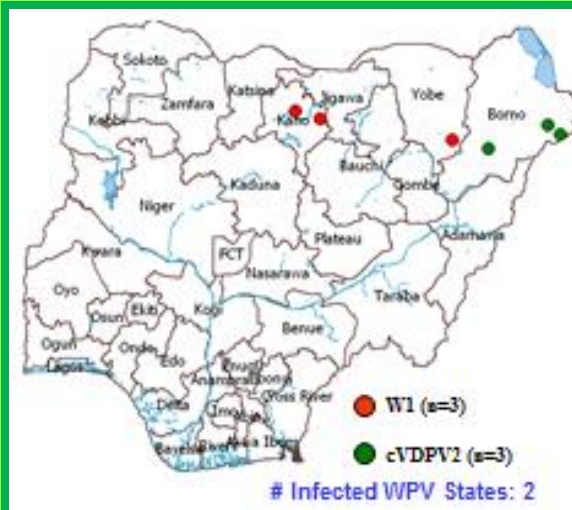 Sokoto
Katsina
Jigawa
Yobe
Borno
Zamfara
Kebbi
Kano
Bauchi
Gombe
Kaduna
Niger
Adamawa
Plateau
FCT
Kwara
Nasarawa
Taraba
Oyo
Kogi
Ekiti
Osun
Benue
Ogun
Ondo
Edo
Lagos
Enugu
Ebonyi
Anambra
Cross River
Delta
Imo
Abia
Bayelsa
Rivers
Akwa Ibom
W1 (n=3)
cVDPV2 (n=3)
# Infected WPV States: 2